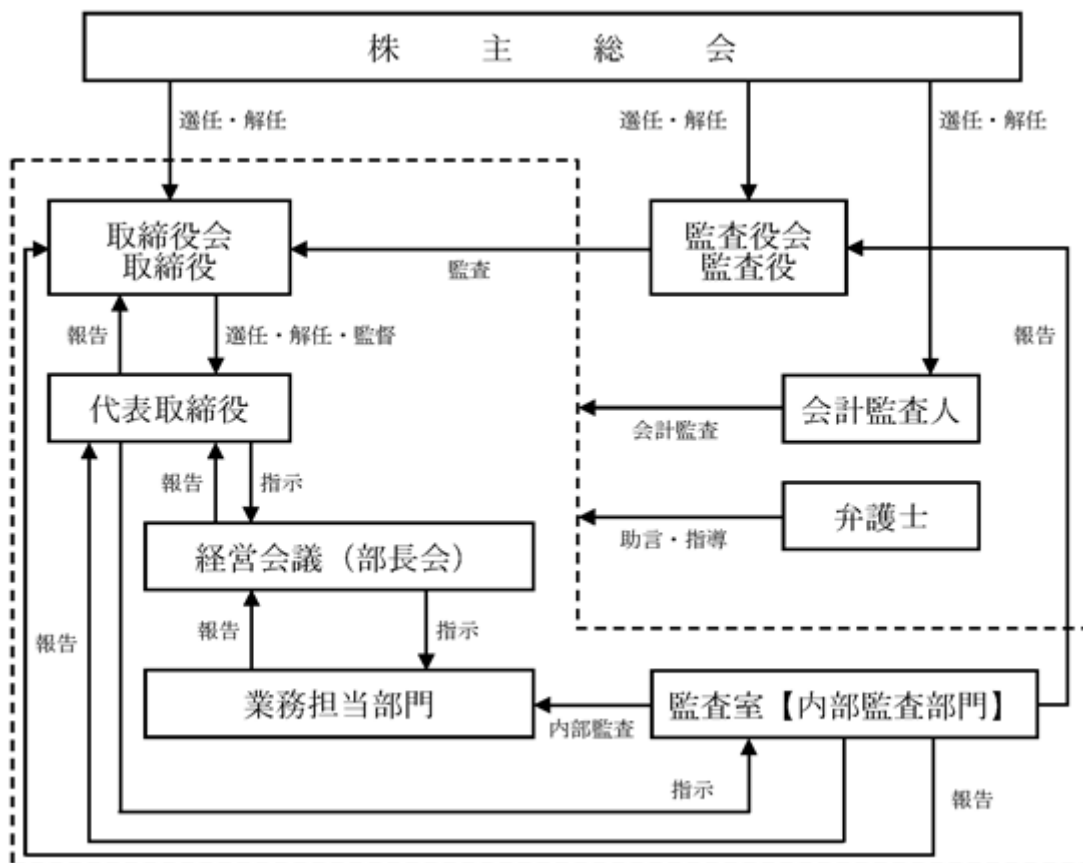 株主総会
選任・解任
選任・解任
選任・解任
取締役会
取締役
監査役会
監査役
監査
報告
選任・解任・監督
報告
代表取締役
会計監査人
会計監査
報告
指示
弁護士
助言・指導
経営会議（部長会）
報告
指示
報告
業務担当部門
監査室【内部監査部門】
内部監査
指示
報告